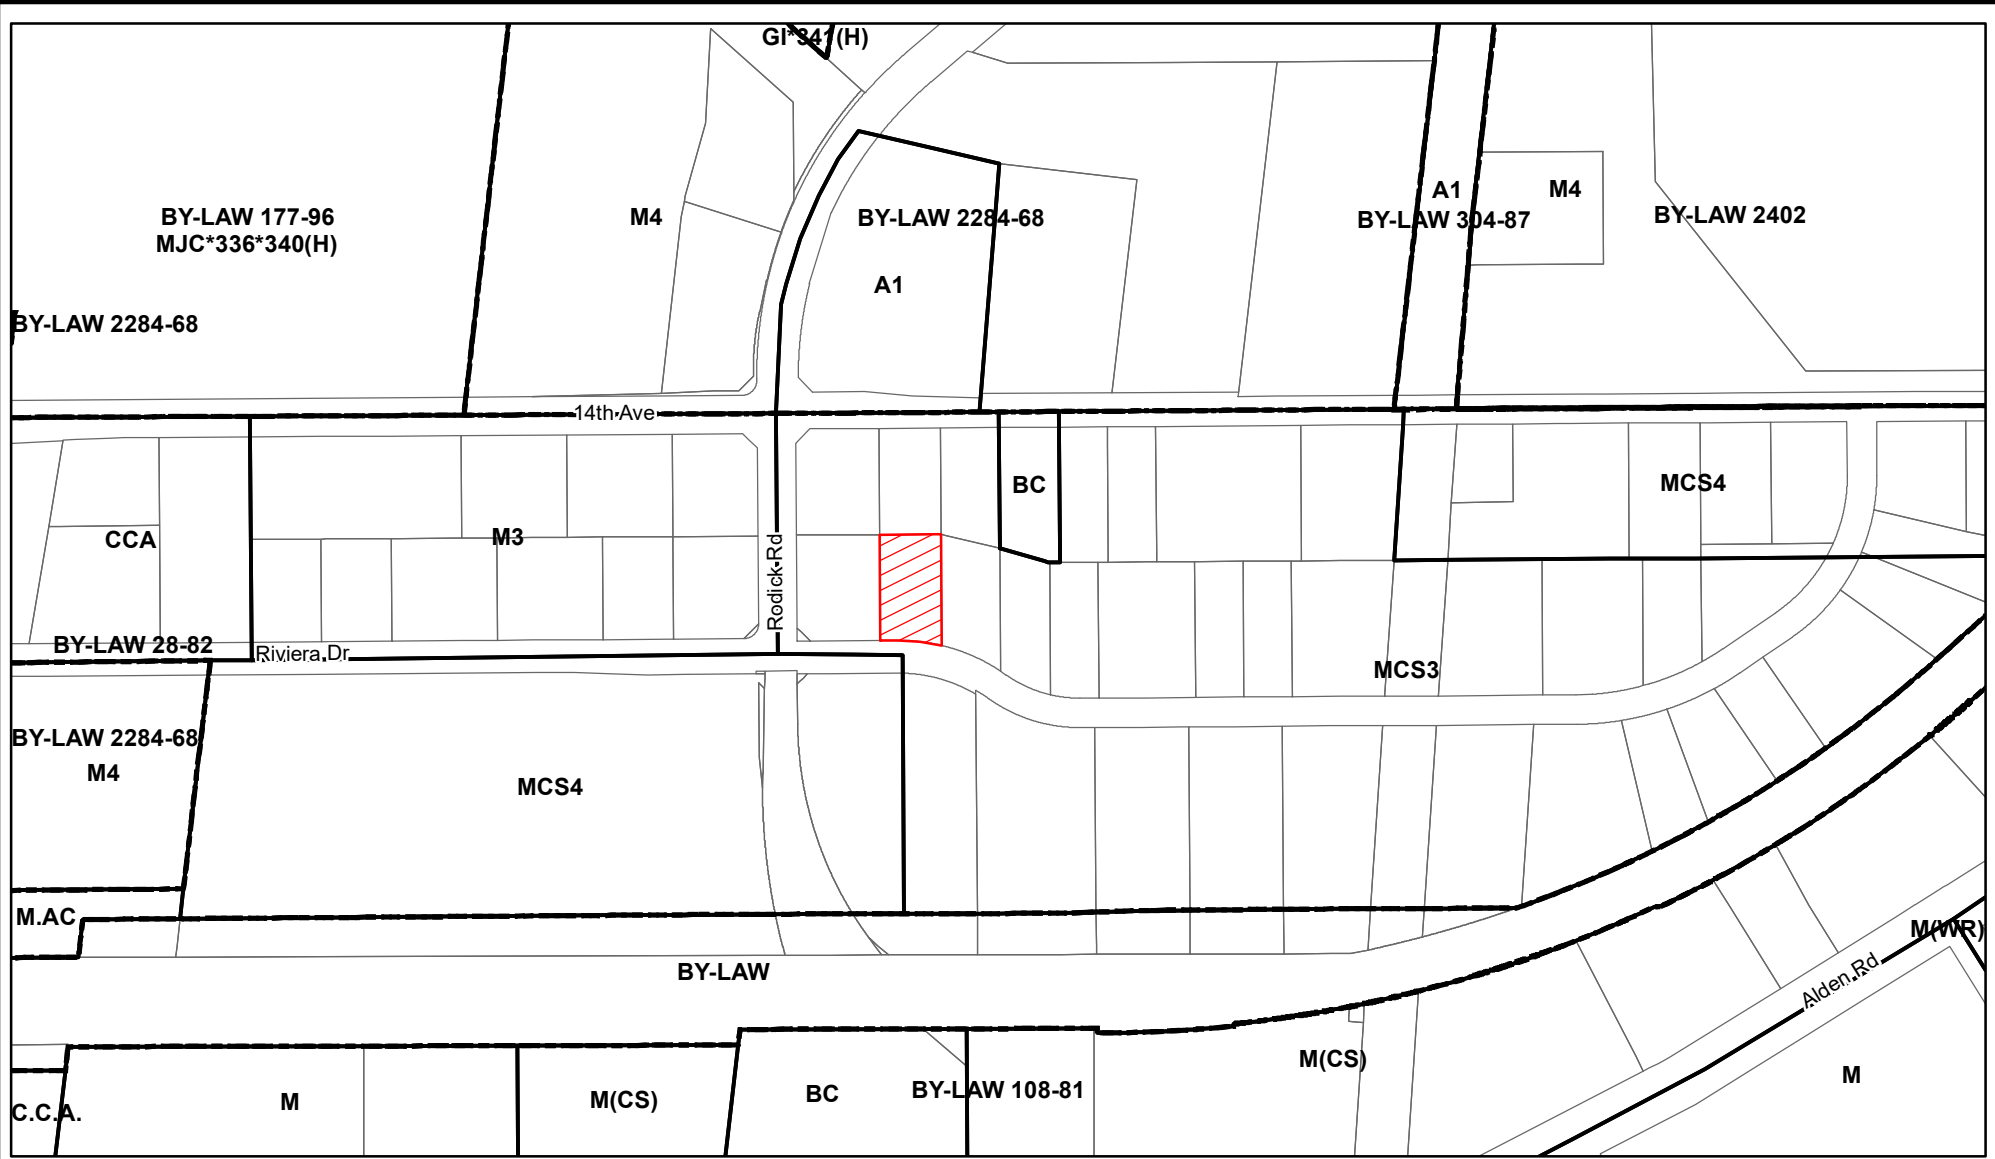 GI*341(H)
BY-LAW 177-96
MJC*336*340(H)
M4
BY-LAW 2284-68
A1
A1
BY-LAW 304-87
M4
BY-LAW 2402
BY-LAW 2284-68
14th Ave
CCA
M3
Rodick Rd
BC
MCS4
BY-LAW 28-82
Riviera Dr
MCS3
BY-LAW 2284-68
M4
MCS4
M.AC
BY-LAW
M(WR)
Alden Rd
C.C.A.
M
M(CS)
BC
BY-LAW 108-81
M(CS)
M